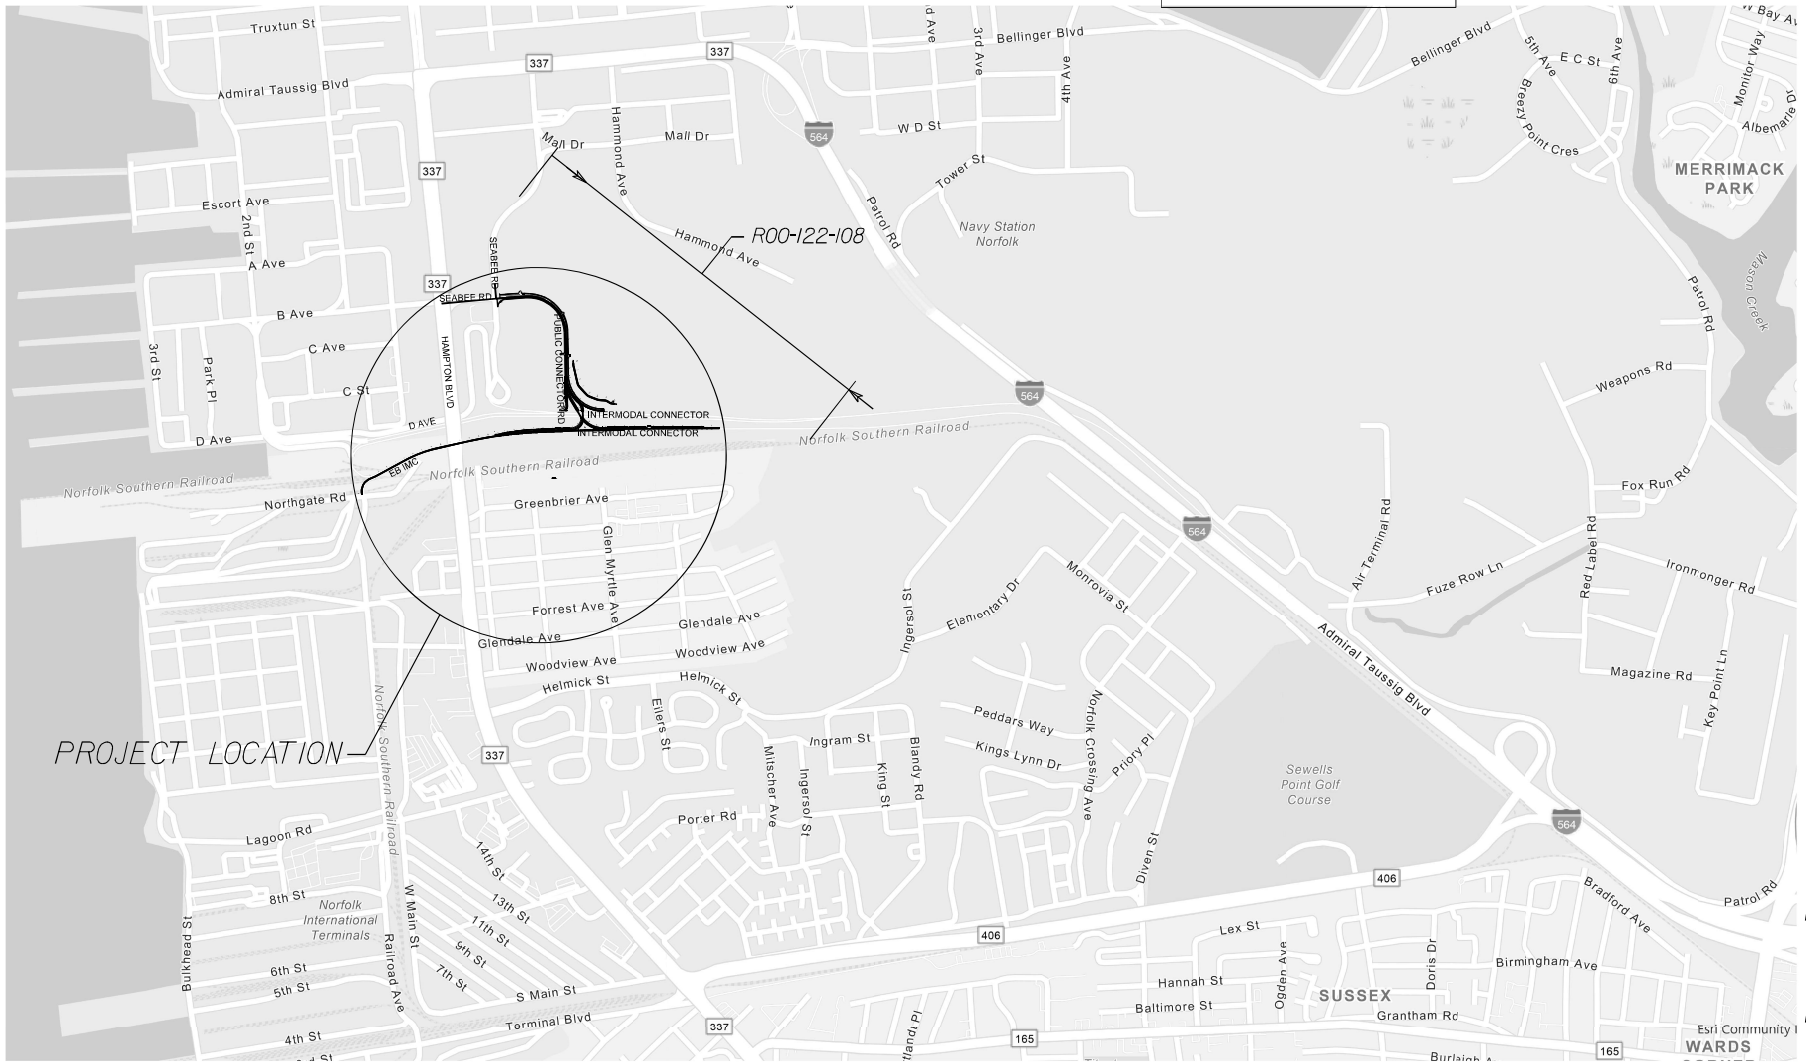 Truxtun St
Admiral Taussig Blvd
337
337
3rd Ave
Bellinger Blvd
4th Ave
Bellinger Blvd
5th Ave
E C St
6th Ave
W Bay Av
Monitor Way
Albemarle Dr
Breezy Point Cres
MERRIMACK
PARK
564
W D St
Mall Dr
Mall Dr
Hammond Ave
337
Tower St
Patrol Rd
Navy Station
Norfolk
Escort Ave
2nd St
R00-122-108
Hammond Ave
SEABEE RD
A Ave
337
SEABEE RD
B Ave
Mason Creek
Patrol Rd
PUBLIC CONNECTOR RD
HAMPTON BLVD
C Ave
3rd St
Park Pl
C St
564
Weapons Rd
D AVE
INTERMODAL CONNECTOR
INTERMODAL CONNECTOR
D Ave
EB IMC
Norfolk Southern Railroad
Norfolk Southern Railroad
Norfolk Southern Railroad
Northgate Rd
Greenbrier Ave
Fox Run Rd
564
Air Terminal Rd
Red Label Rd
Glen Myrtle Ave
Fuze Row Ln
Ironmonger Rd
Monrovia St
Elementary Dr
Ingersol St
Forrest Ave
Glendale Ave
Glendale Ave
Woodview Ave
Woodview Ave
Admiral Taussig Blvd
Magazine Rd
Key Point Ln
Helmick St
Helmick St
Eilers St
Norfolk Southern Railroad
PROJECT LOCATION
337
Peddars Way
Kings Lynn Dr
Norfolk Crossing Ave
Priory Pl
Ingram St
Mitscher Ave
Ingersol St
King St
Blandy Rd
Sewells
Point Golf
Course
564
Porter Rd
Lagoon Rd
14th St
13th St
11th St
9th St
7th St
W Main St
8th St
Norfolk
International
Terminals
Bulkhead St
Railroad Ave
6th St
5th St
4th St
S Main St
Terminal Blvd
Diven St
406
406
Bradford Ave
Patrol Rd
Lex St
Ogden Ave
Doris Dr
Birmingham Ave
Hannah St
Baltimore St
SUSSEX
Grantham Rd
337
165
165
Esri Community
WARDS